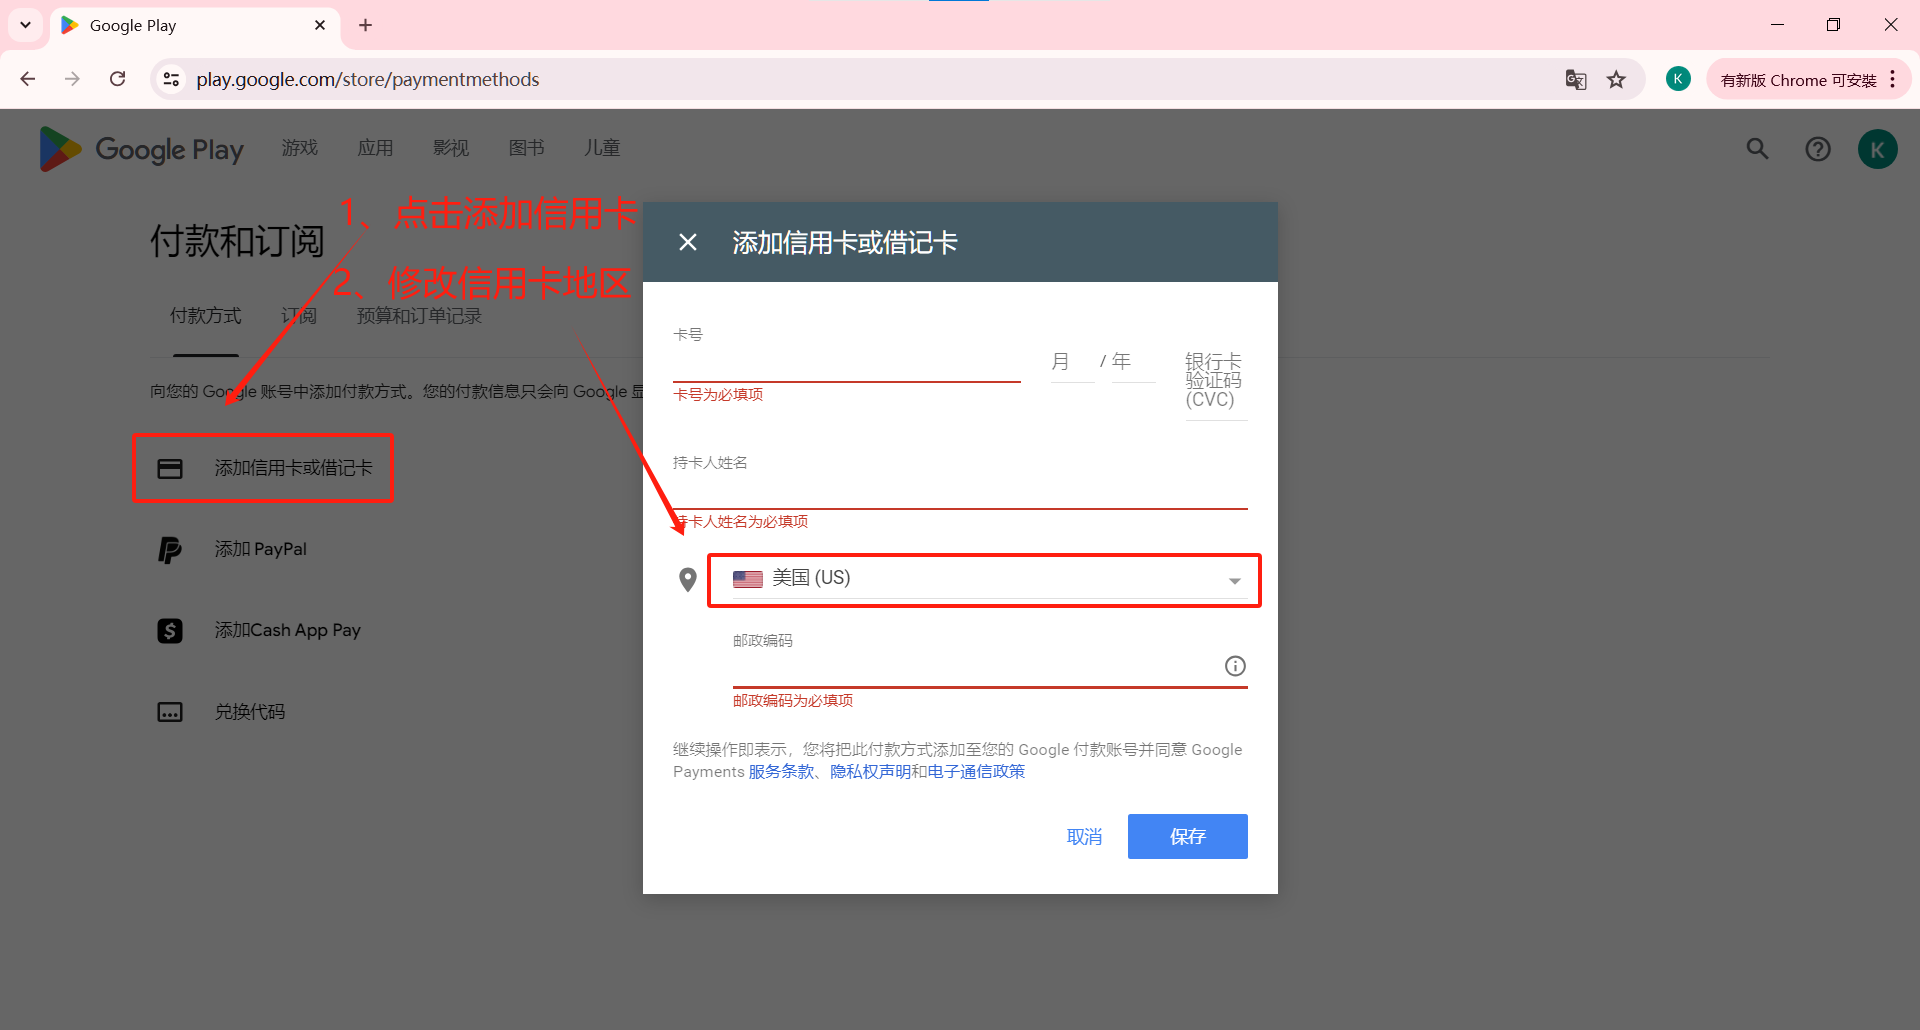 Google Play
play.google.com/store/paymentmethods
K
有新版 Chrome 可安裝
Google Play
游戏
应用
影视
图书
儿童
K
1、点击添加信用卡
付款和订阅
2、修改信用卡地区
付款方式
订阅
预算和订单记录
向您的 Google 账号中添加付款方式。您的付款信息只会向 Google 显
添加信用卡或借记卡
添加 PayPal
添加Cash App Pay
兑换代码
添加信用卡或借记卡
卡号
月 / 年
银行卡
验证码
(CVC)
卡号为必填项
持卡人姓名
持卡人姓名为必填项
美国 (US)
邮政编码
邮政编码为必填项
继续操作即表示，您将把此付款方式添加至您的 Google 付款账号并同意 Google
Payments 服务条款、隐私权声明和电子通信政策
取消
保存